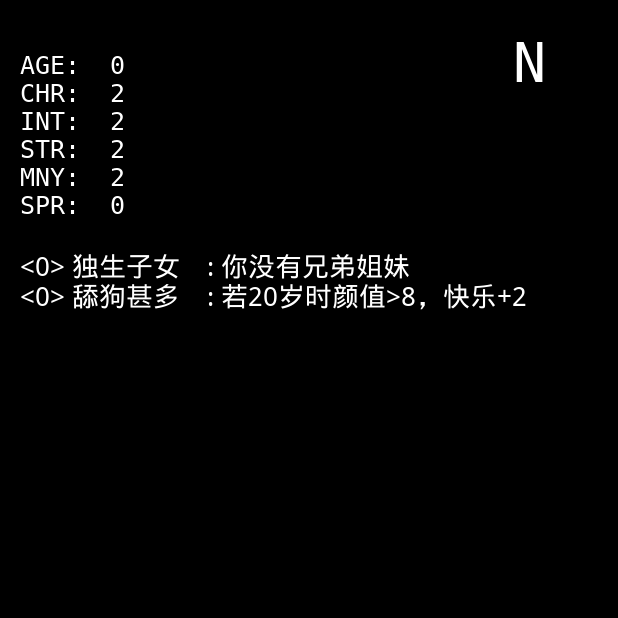 N
AGE: 0
CHR: 2
INT: 2
STR: 2
MNY: 2
SPR: 0
<0> 独生子女 :你没有兄弟姐妹
<0> 舔狗甚多 :若20岁时颜值>8，快乐+2